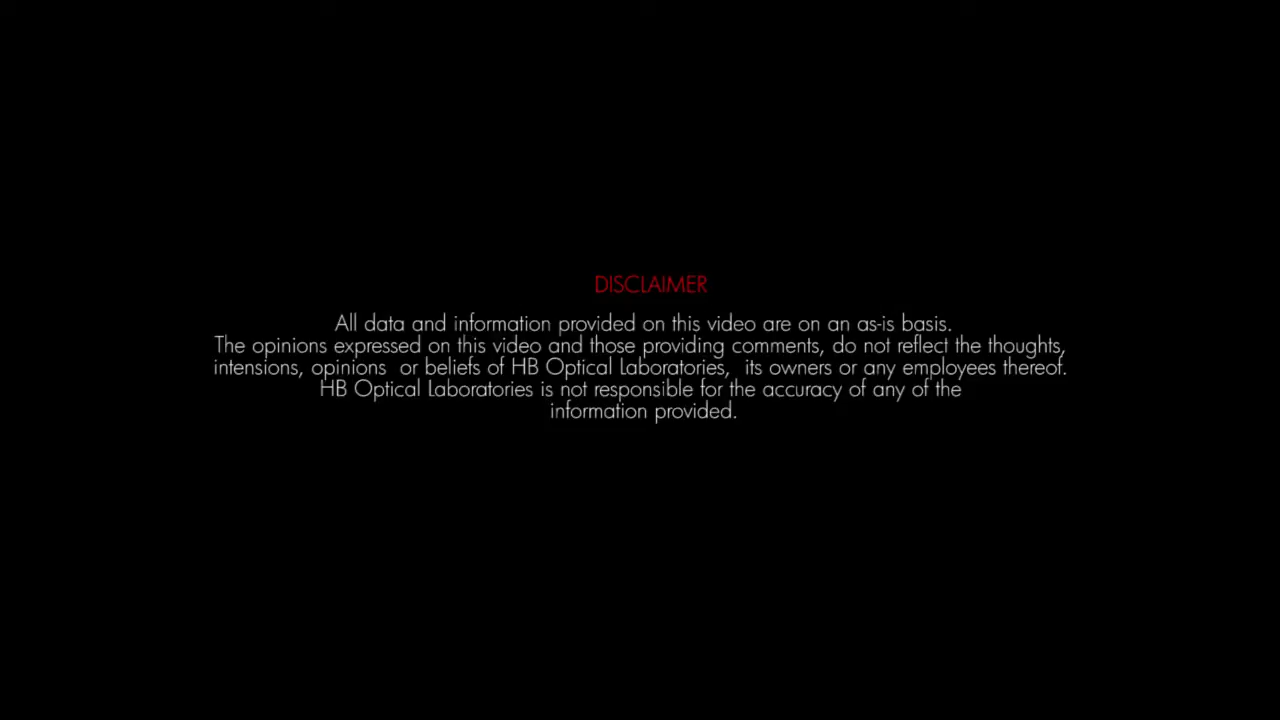 DISCLAIMER
All data and information provided on this video are on an as-is basis.
The opinions expressed on this video and those providing comments, do not reflect the thoughts,
intensions, opinions  or beliefs of HB Optical Laboratories,  its owners or any employees thereof.
HB Optical Laboratories is not responsible for the accuracy of any of the
information provided.